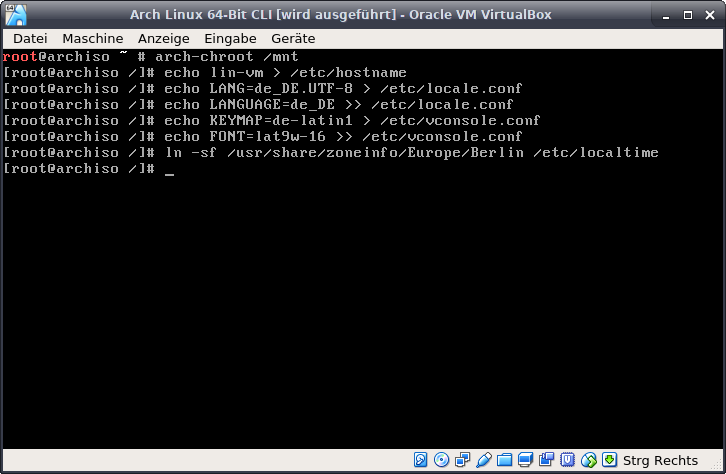 Arch Linux 64-Bit CLI [wird ausgeführt] - Oracle VM VirtualBox
Datei Maschine Anzeige Eingabe Geräte
root@archiso ~ # arch-chroot /mnt
[root@archiso /]# echo lin-vm > /etc/hostname
[root@archiso /]# echo LANG=de_DE.UTF-8 > /etc/locale.conf
[root@archiso /]# echo LANGUAGE=de_DE >> /etc/locale.conf
[root@archiso /]# echo KEYMAP=de-latin1 > /etc/vconsole.conf
[root@archiso /]# echo FONT=lat9w-16 >> /etc/vconsole.conf
[root@archiso /]# ln -sf /usr/share/zoneinfo/Europe/Berlin /etc/localtime
[root@archiso /]# _
Strg Rechts